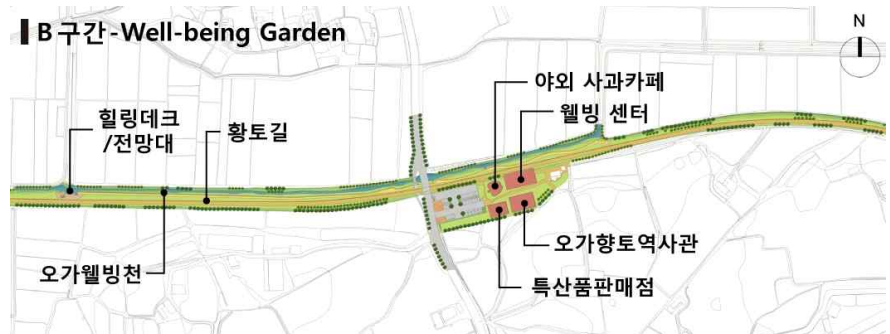 B구간-Well-being Garden
N
야외 사과카페
웰빙 센터
힐링데크
/전망대
황토길
오가웰빙천
오가향토역사관
특산품판매점